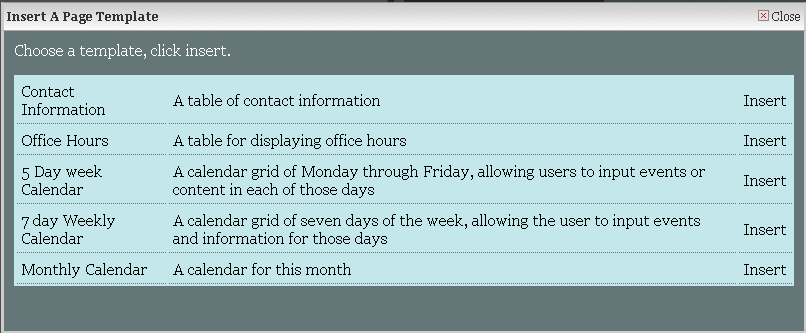 Insert A Page Template
Close
Choose a template, click insert.
Contact
Information
A table of contact information
Insert
Office Hours
A table for displaying office hours
Insert
5 Day week
Calendar
A calendar grid of Monday through Friday, allowing users to input events or
content in each of those days
Insert
7 day Weekly
Calendar
A calendar grid of seven days of the week, allowing the user to input events
and information for those days
Insert
Monthly Calendar
A calendar for this month
Insert